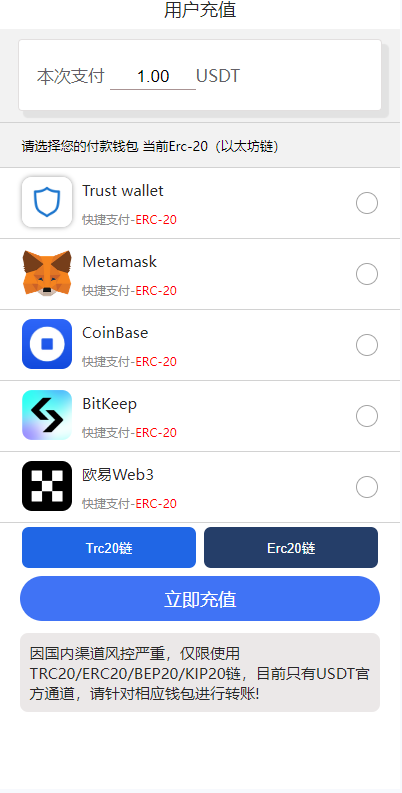 用户充值
本次支付 1.00 USDT
请选择您的付款钱包 当前Erc-20（以太坊链）
Trust wallet
快捷支付-ERC-20
Metamask
快捷支付-ERC-20
CoinBase
快捷支付-ERC-20
BitKeep
快捷支付-ERC-20
欧易Web3
快捷支付-ERC-20
Trc20链 Erc20链
立即充值
因国内渠道风控严重，仅限使用
TRC20/ERC20/BEP20/KIP20链，目前只有USDT官
方通道，请针对相应钱包进行转账!